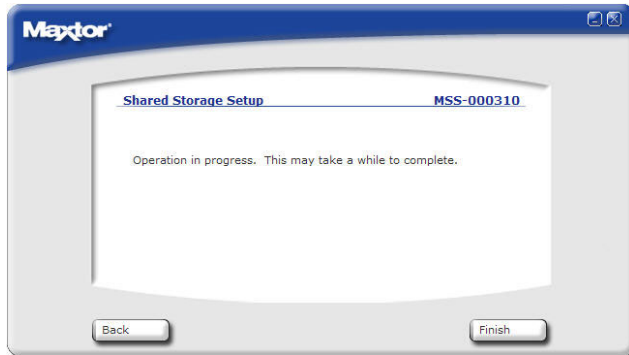 Maxtor
Shared Storage Setup MSS-000310
Operation in progress. This may take a while to complete.
Back Finish